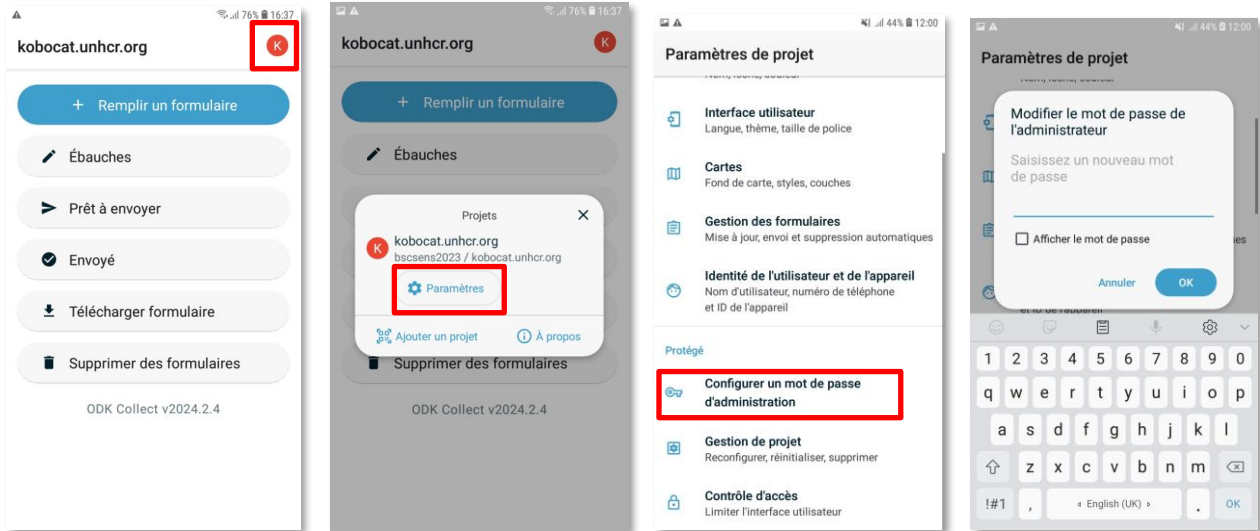 76% 16:37
kobocat.unhcr.org
K
+ Remplir un formulaire
Ébauches
Prêt à envoyer
Envoyé
Télécharger formulaire
Supprimer des formulaires
ODK Collect v2024.2.4
76% 16:37
kobocat.unhcr.org
K
+ Remplir un formulaire
Ébauches
Projets
K
kobocat.unhcr.org
bscsens2023 / kobocat.unhcr.org
Paramètres
Ajouter un projet
À propos
Supprimer des formulaires
ODK Collect v2024.2.4
44% 12:00
Paramètres de projet
Nom, icône, couleur
Interface utilisateur
Langue, thème, taille de police
Cartes
Fond de carte, styles, couches
Gestion des formulaires
Mise à jour, envoi et suppression automatiques
Identité de l'utilisateur et de l'appareil
Nom d'utilisateur, numéro de téléphone
et ID de l'appareil
Protégé
Configurer un mot de passe
d'administration
Gestion de projet
Reconfigurer, réinitialiser, supprimer
Contrôle d'accès
Limiter l'interface utilisateur
44% 12:00
Paramètres de projet
Modifier le mot de passe de
l'administrateur
Saisissez un nouveau mot
de passe
Afficher le mot de passe
Annuler
OK
et ID de l'appareil
1 2 3 4 5 6 7 8 9 0
q w e r t y u i o p
a s d f g h j k l
z x c v b n m
!#1 , English (UK) . OK